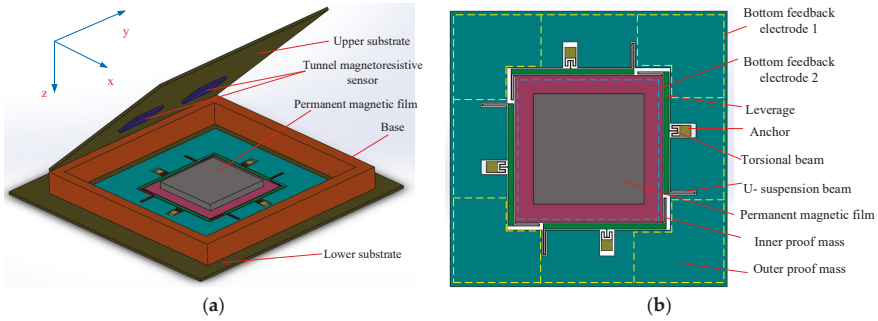 y
x
z
Upper substrate
Tunnel magnetoresistive
sensor
Permanent magnetic film
Base
Lower substrate
(a)
Bottom feedback
electrode 1
Bottom feedback
electrode 2
Leverage
Anchor
Torsional beam
U- suspension beam
Permanent magnetic film
Inner proof mass
Outer proof mass
(b)